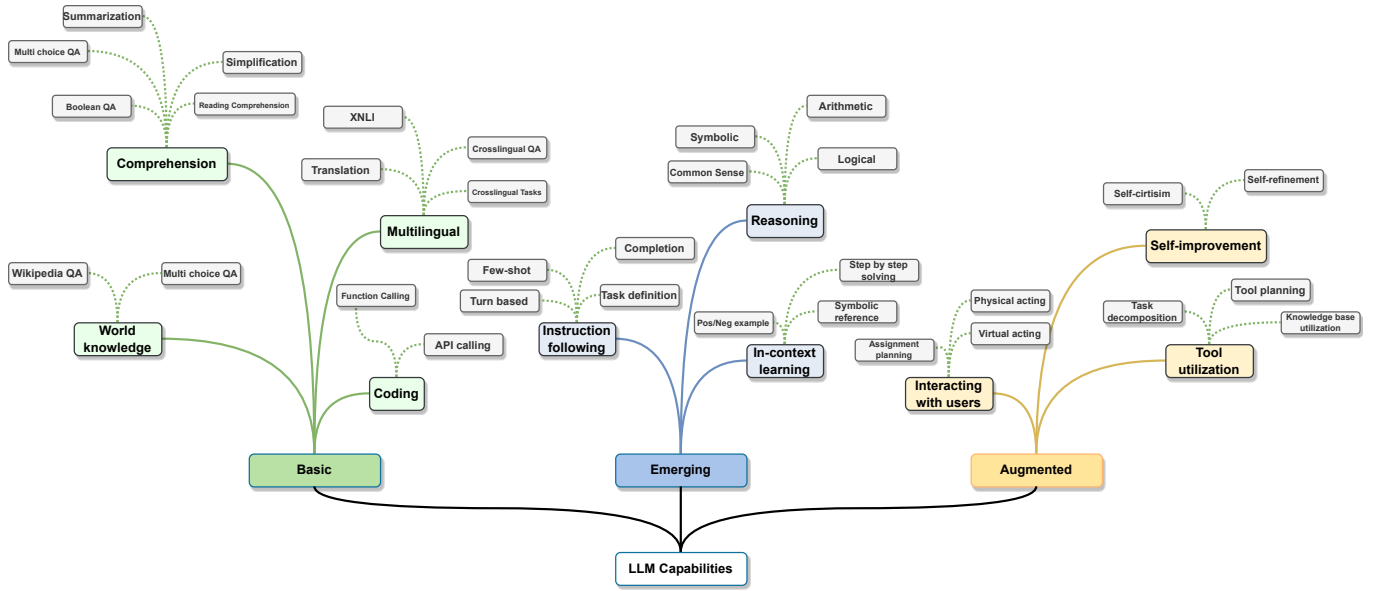 Summarization
Multi choice QA
Simplification
Boolean QA
Reading Comprehension
Comprehension
XNLI
Crosslingual QA
Translation
Crosslingual Tasks
Multilingual
Wikipedia QA
Multi choice QA
World
knowledge
Function Calling
API calling
Coding
Basic
Arithmetic
Symbolic
Logical
Common Sense
Reasoning
Completion
Few-shot
Task definition
Turn based
Instruction
following
Step by step
solving
Symbolic
reference
Pos/Neg example
In-context
learning
Emerging
Self-cirtisim
Self-refinement
Self-improvement
Physical acting
Virtual acting
Assignment
planning
Interacting
with users
Task
decomposition
Tool planning
Knowledge base
utilization
Tool
utilization
Augmented
LLM Capabilities